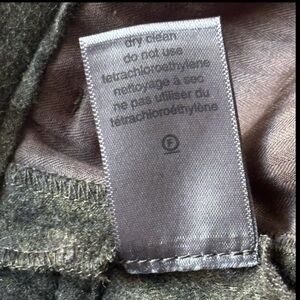 dry clean
do not use
tetrachloroethylene
nettoyage à sec
ne pas utiliser du
tétrachloroéthylène
F